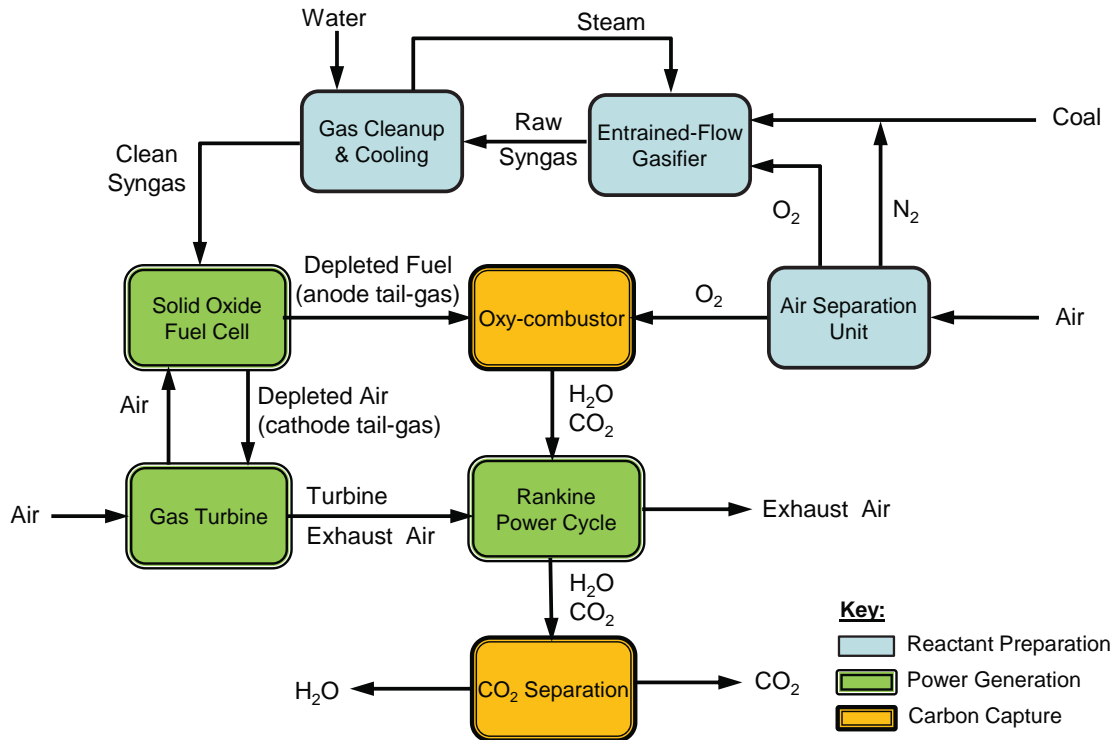 Water
Steam
Gas Cleanup
& Cooling
Raw
Syngas
Entrained-Flow
Gasifier
Coal
Clean
Syngas
O₂
N₂
Solid Oxide
Fuel Cell
Depleted Fuel
(anode tail-gas)
Oxy-combustor
O₂
Air Separation
Unit
Air
Air
Depleted Air
(cathode tail-gas)
H₂O
CO₂
Air
Gas Turbine
Turbine
Exhaust Air
Rankine
Power Cycle
Exhaust Air
H₂O
CO₂
H₂O
CO₂ Separation
CO₂
Key:
Reactant Preparation
Power Generation
Carbon Capture